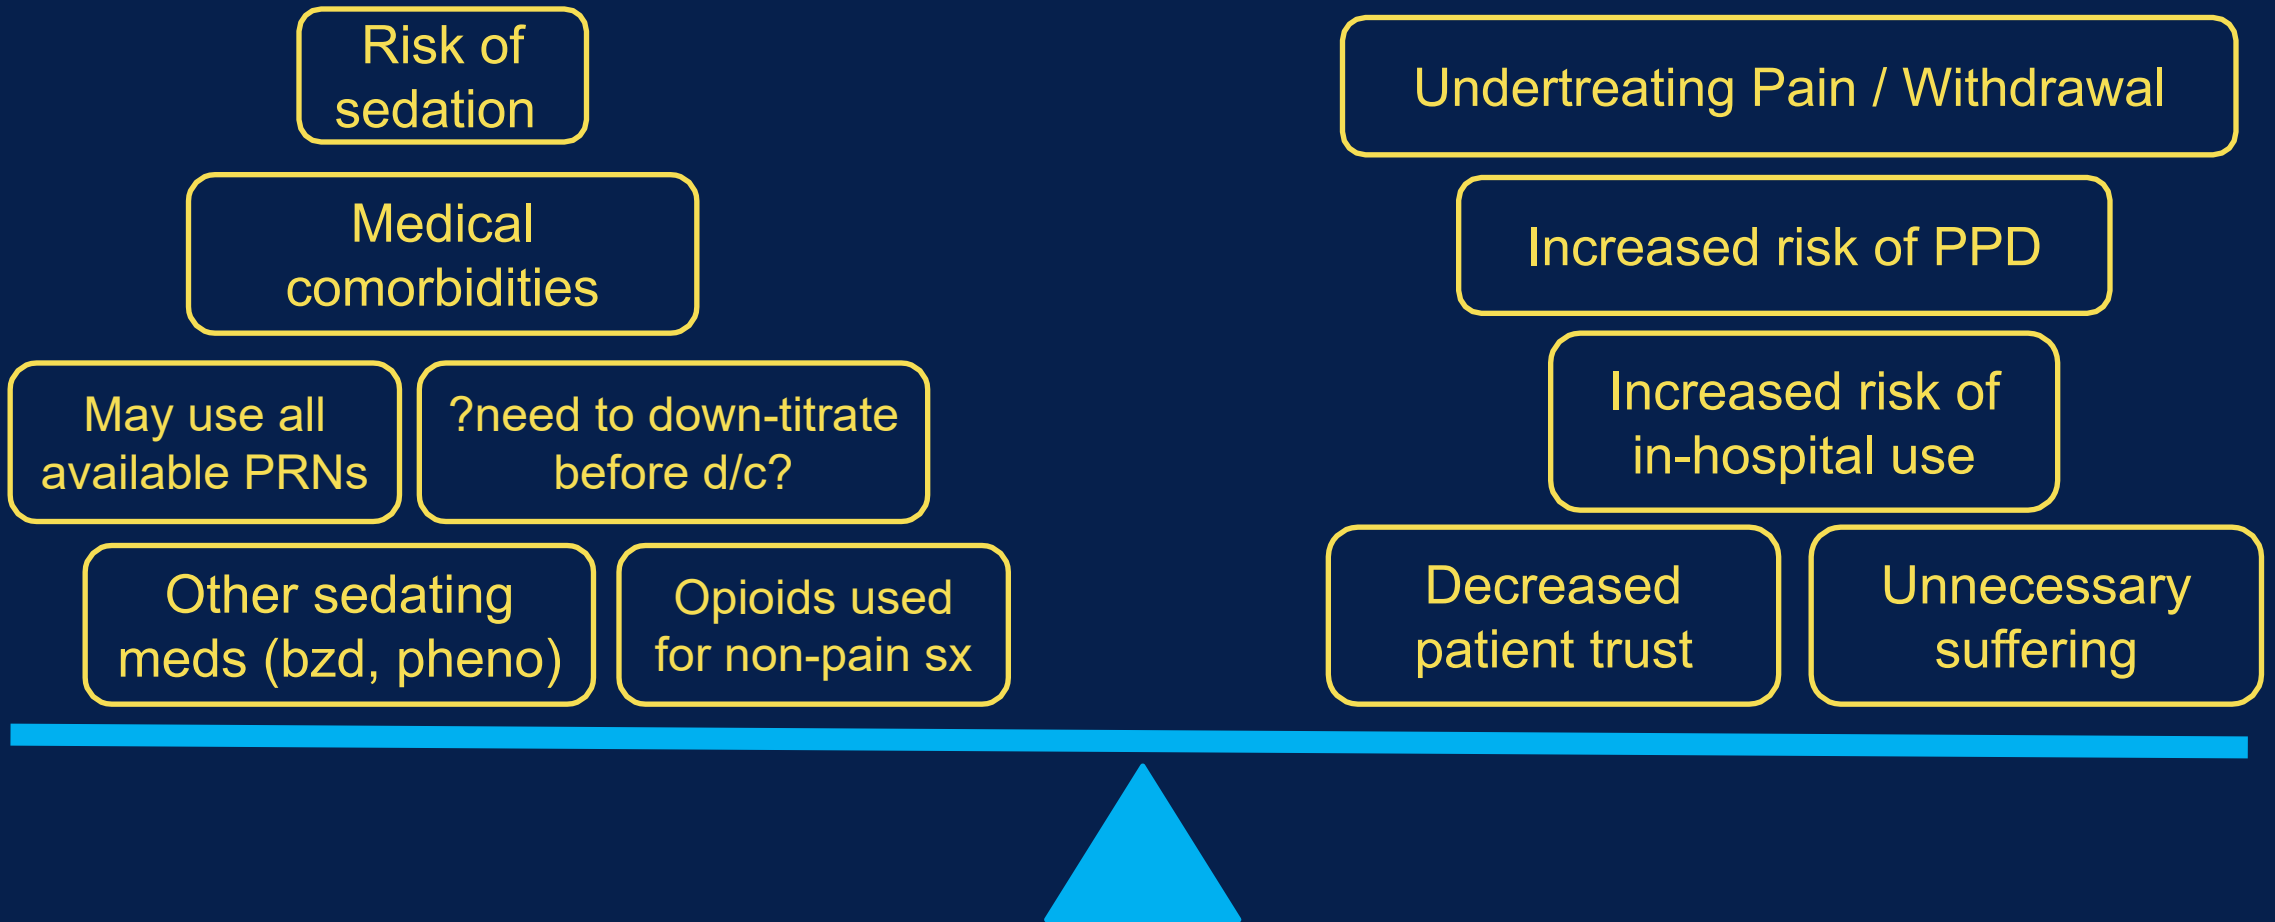 Risk of
sedation
Medical
comorbidities
May use all
available PRNs
?need to down-titrate
before d/c?
Other sedating
meds (bzd, pheno)
Opioids used
for non-pain sx
Undertreating Pain / Withdrawal
Increased risk of PPD
Increased risk of
in-hospital use
Decreased
patient trust
Unnecessary
suffering